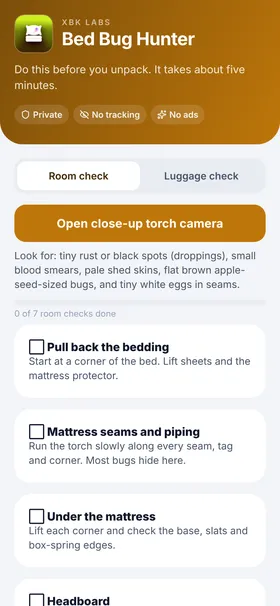 XBK LABS
Bed Bug Hunter
Do this before you unpack. It takes about five
minutes.
Private
No tracking
No ads
Room check
Luggage check
Open close-up torch camera
Look for: tiny rust or black spots (droppings), small
blood smears, pale shed skins, flat brown apple-
seed-sized bugs, and tiny white eggs in seams.
0 of 7 room checks done
Pull back the bedding
Start at a corner of the bed. Lift sheets and the
mattress protector.
Mattress seams and piping
Run the torch slowly along every seam, tag
and corner. Most bugs hide here.
Under the mattress
Lift each corner and check the base, slats and
box-spring edges.
Headboard